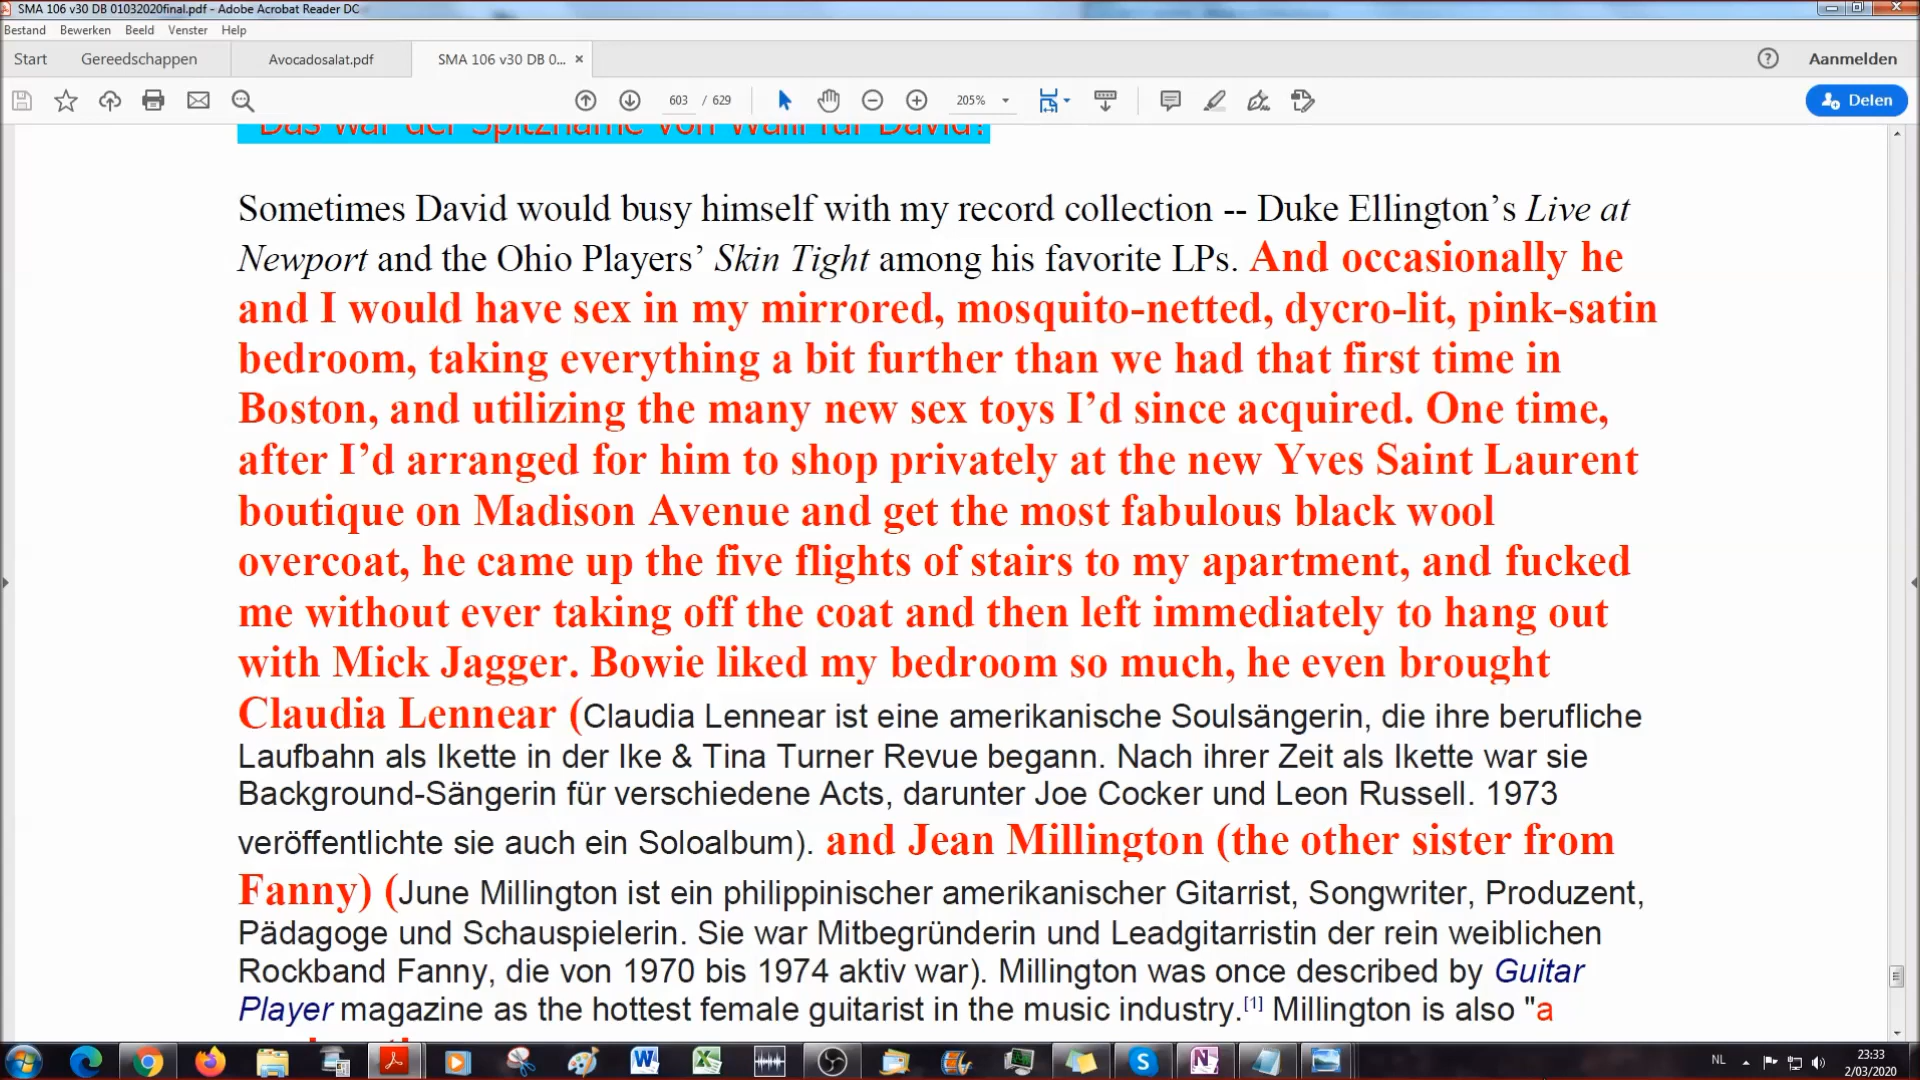 SMA 106 v30 DB 01032020final.pdf - Adobe Acrobat Reader DC
Bestand Bewerken Beeld Venster Help
Start Gereedschappen Avocadosalat.pdf SMA 106 v30 DB 0... × ? Aanmelden
603 / 629 205% Delen
Das war der Spitzname von Walli für David?
Sometimes David would busy himself with my record collection -- Duke Ellington’s Live at
Newport and the Ohio Players’ Skin Tight among his favorite LPs. And occasionally he
and I would have sex in my mirrored, mosquito-netted, dycro-lit, pink-satin
bedroom, taking everything a bit further than we had that first time in
Boston, and utilizing the many new sex toys I’d since acquired. One time,
after I’d arranged for him to shop privately at the new Yves Saint Laurent
boutique on Madison Avenue and get the most fabulous black wool
overcoat, he came up the five flights of stairs to my apartment, and fucked
me without ever taking off the coat and then left immediately to hang out
with Mick Jagger. Bowie liked my bedroom so much, he even brought
Claudia Lennear (Claudia Lennear ist eine amerikanische Soulsängerin, die ihre berufliche
Laufbahn als Ikette in der Ike & Tina Turner Revue begann. Nach ihrer Zeit als Ikette war sie
Background-Sängerin für verschiedene Acts, darunter Joe Cocker und Leon Russell. 1973
veröffentlichte sie auch ein Soloalbum). and Jean Millington (the other sister from
Fanny) (June Millington ist ein philippinischer amerikanischer Gitarrist, Songwriter, Produzent,
Pädagoge und Schauspielerin. Sie war Mitbegründerin und Leadgitarristin der rein weiblichen
Rockband Fanny, die von 1970 bis 1974 aktiv war). Millington was once described by Guitar
Player magazine as the hottest female guitarist in the music industry.[1] Millington is also "a
NL 23:33
2/03/2020